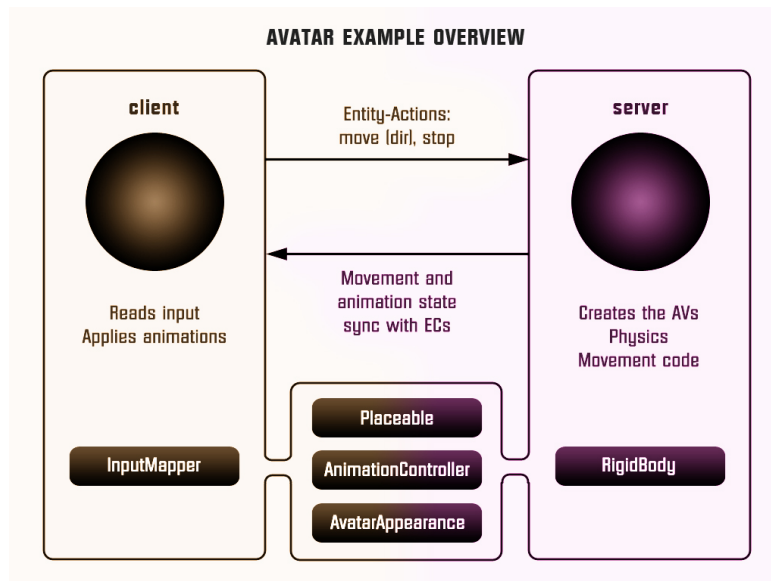 AVATAR EXAMPLE OVERVIEW
client
Entity-Actions:
move (dir), stop
server
Movement and
animation state
sync with ECs
Reads input
Applies animations
Creates the AVs
Physics
Movement code
Placeable
InputMapper
AnimationController
RigidBody
AvatarAppearance